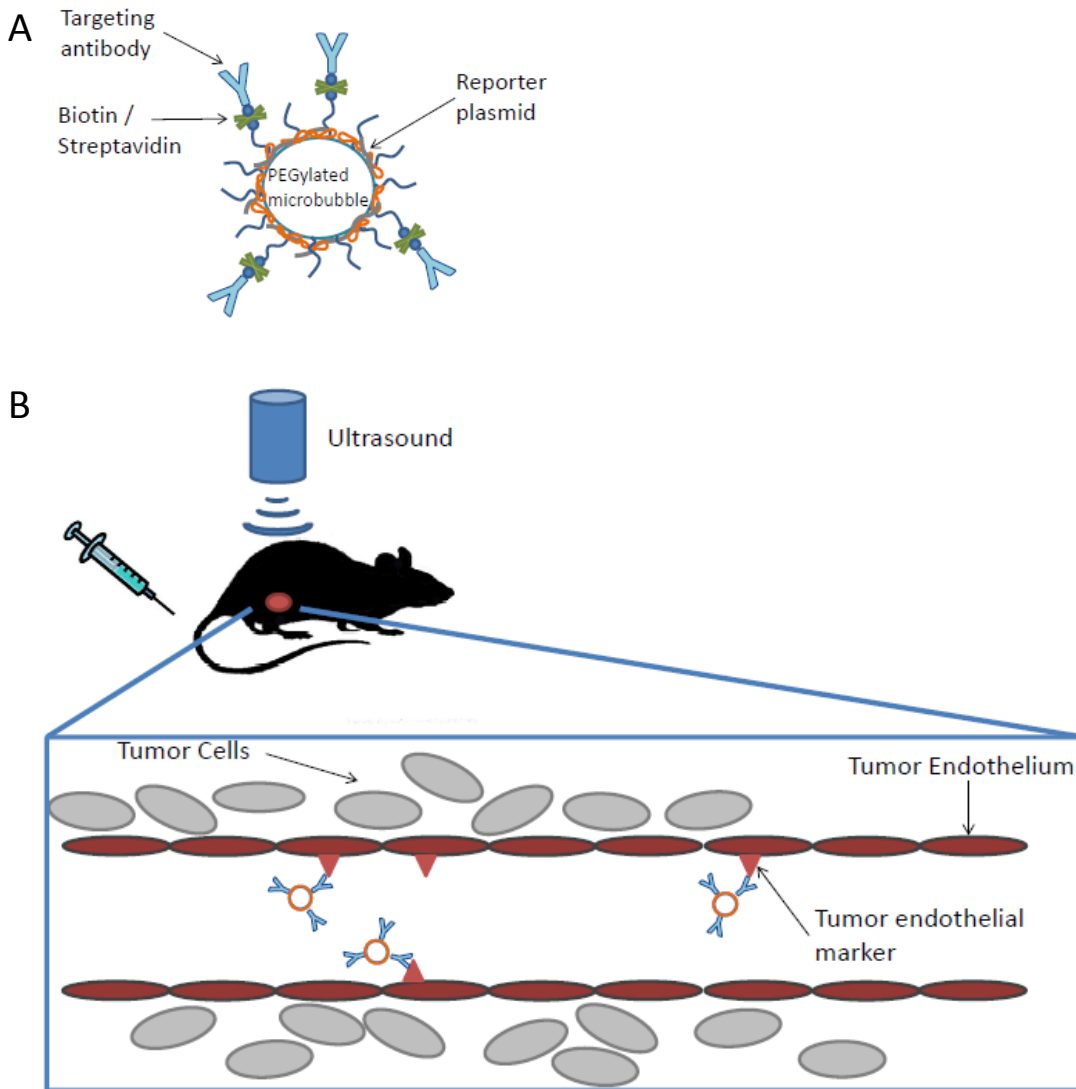 A
Targeting
antibody
Biotin /
Streptavidin
Reporter
plasmid
PEGylated
microbubble
B
Ultrasound
Tumor Cells
Tumor Endothelium
Tumor endothelial
marker